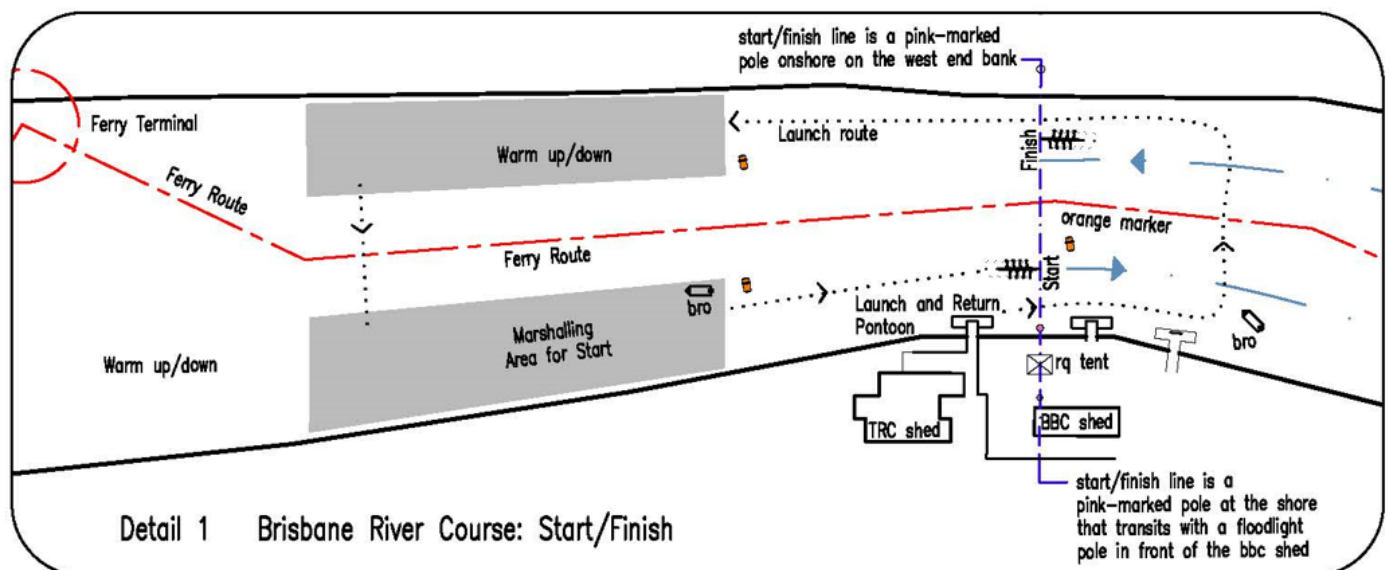 start/finish line is a pink-marked
pole onshore on the west end bank
Ferry Terminal
Launch route
Warm up/down
Finish
Ferry Route
orange marker
Ferry Route
Start
bro
Launch and Return
Pontoon
Marshalling
Area for Start
bro
Warm up/down
rq tent
TRC shed
BBC shed
start/finish line is a
pink-marked pole at the shore
that transits with a floodlight
pole in front of the bbc shed
Detail 1 Brisbane River Course: Start/Finish